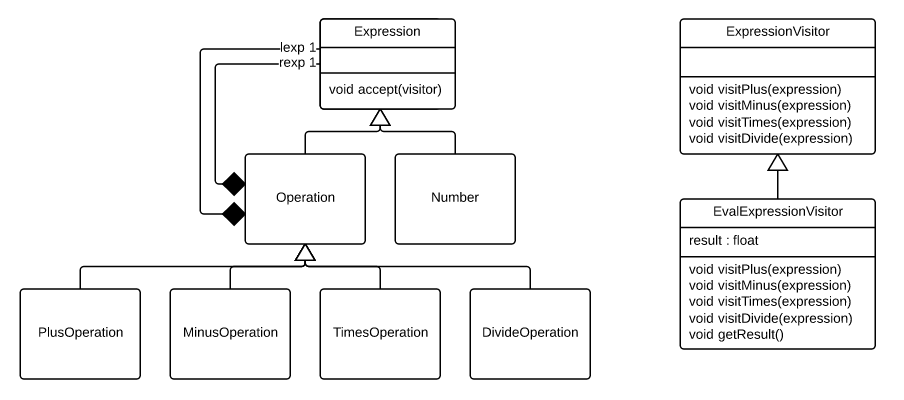 Expression
lexp 1
rexp 1
void accept(visitor)
Operation
Number
PlusOperation
MinusOperation
TimesOperation
DivideOperation
ExpressionVisitor
void visitPlus(expression)
void visitMinus(expression)
void visitTimes(expression)
void visitDivide(expression)
EvalExpressionVisitor
result : float
void visitPlus(expression)
void visitMinus(expression)
void visitTimes(expression)
void visitDivide(expression)
void getResult()